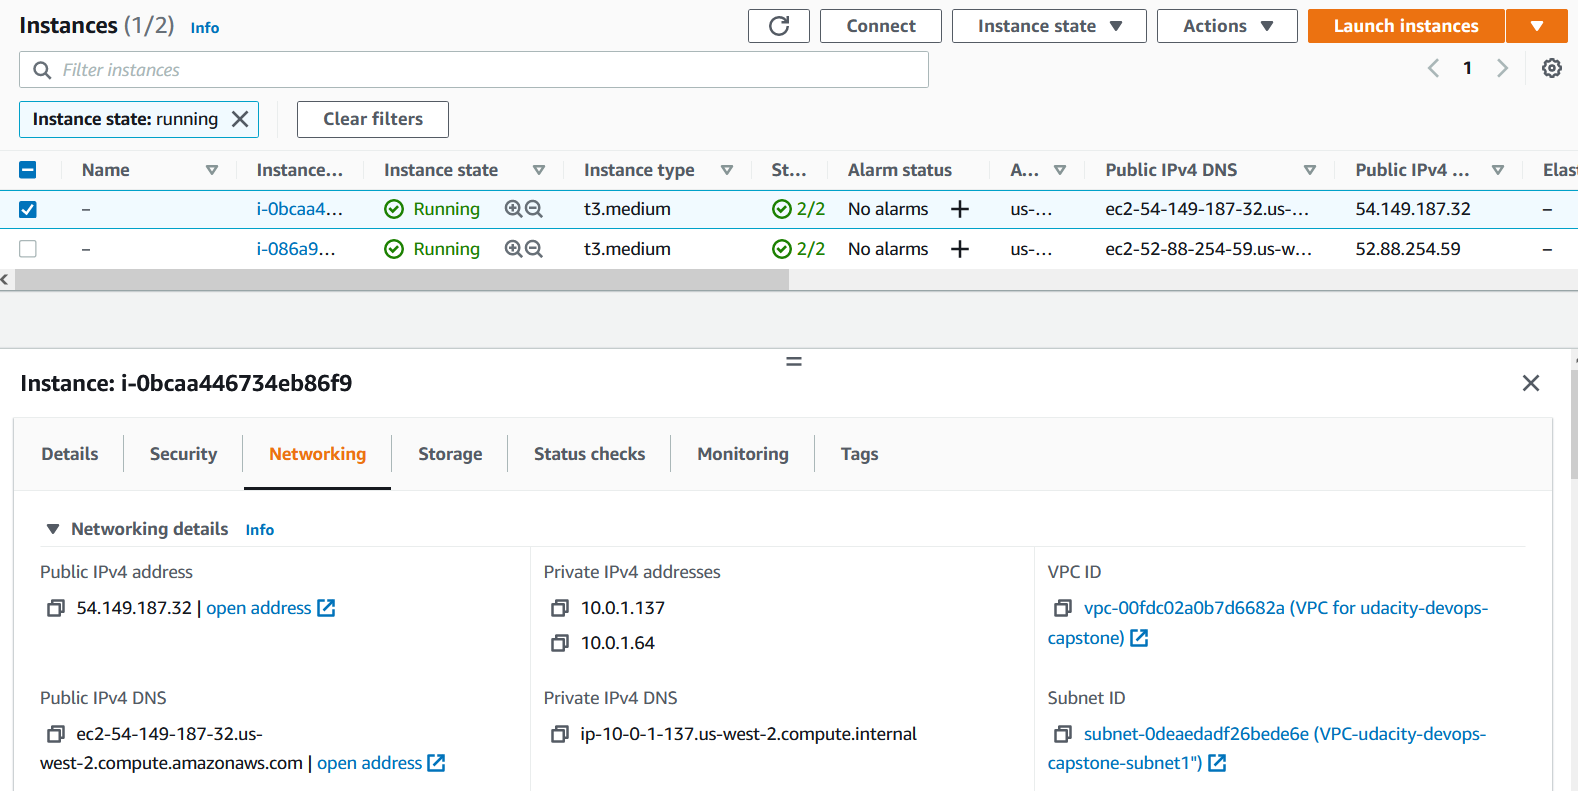 Instances (1/2) Info Connect Instance state Actions Launch instances
Filter instances 1
Instance state: running Clear filters
Name Instance... Instance state Instance type St... Alarm status A... Public IPv4 DNS Public IPv4 ... Elas
– i-0bcaa4... Running t3.medium 2/2 No alarms + us-... ec2-54-149-187-32.us-... 54.149.187.32 –
– i-086a9... Running t3.medium 2/2 No alarms + us-... ec2-52-88-254-59.us-w... 52.88.254.59 –
Instance: i-0bcaa446734eb86f9
Details Security Networking Storage Status checks Monitoring Tags
Networking details Info
Public IPv4 address Private IPv4 addresses VPC ID
54.149.187.32 | open address 10.0.1.137 vpc-00fdc02a0b7d6682a (VPC for udacity-devops-
10.0.1.64 capstone)
Public IPv4 DNS Private IPv4 DNS Subnet ID
ec2-54-149-187-32.us- ip-10-0-1-137.us-west-2.compute.internal subnet-0deaedadf26bede6e (VPC-udacity-devops-
west-2.compute.amazonaws.com | open address capstone-subnet1")